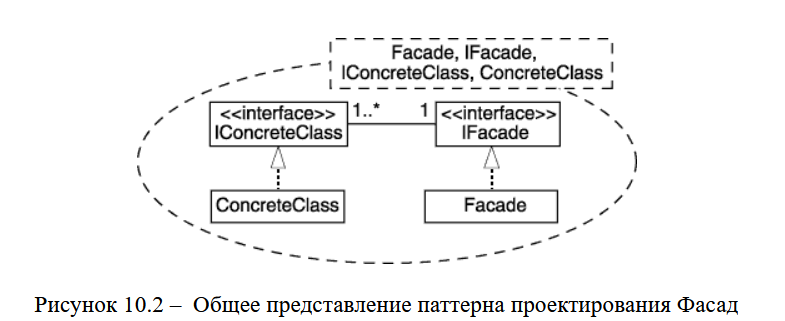 Facade, IFacade,
IConcreteClass, ConcreteClass
<<interface>> 1..* 1 <<interface>>
IConcreteClass IFacade
ConcreteClass Facade
Рисунок 10.2 – Общее представление паттерна проектирования Фасад